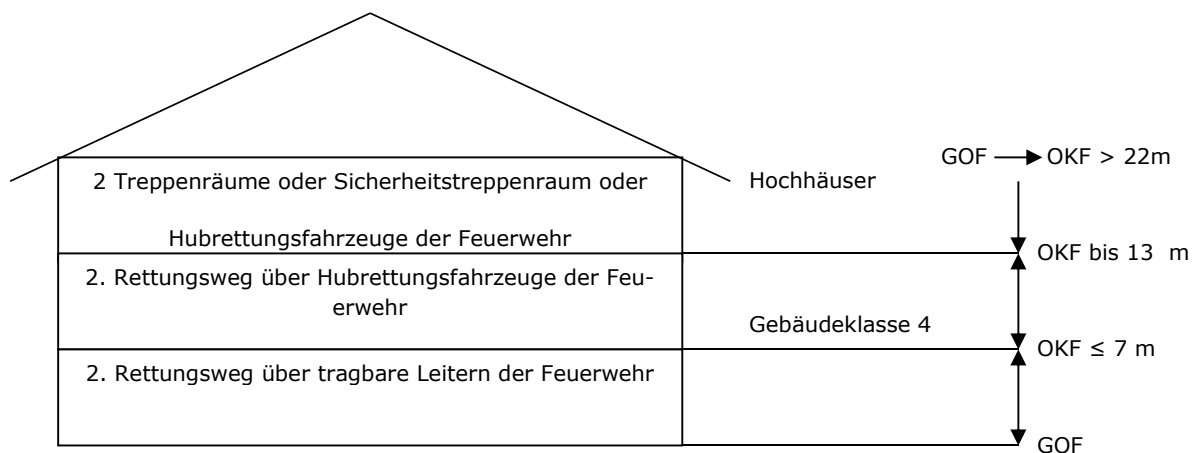 GOF OKF > 22m
2 Treppenräume oder Sicherheitstreppenraum oder
Hochhäuser
Hubrettungsfahrzeuge der Feuerwehr
OKF bis 13 m
2. Rettungsweg über Hubrettungsfahrzeuge der Feu-
erwehr
Gebäudeklasse 4
OKF ≤ 7 m
2. Rettungsweg über tragbare Leitern der Feuerwehr
GOF